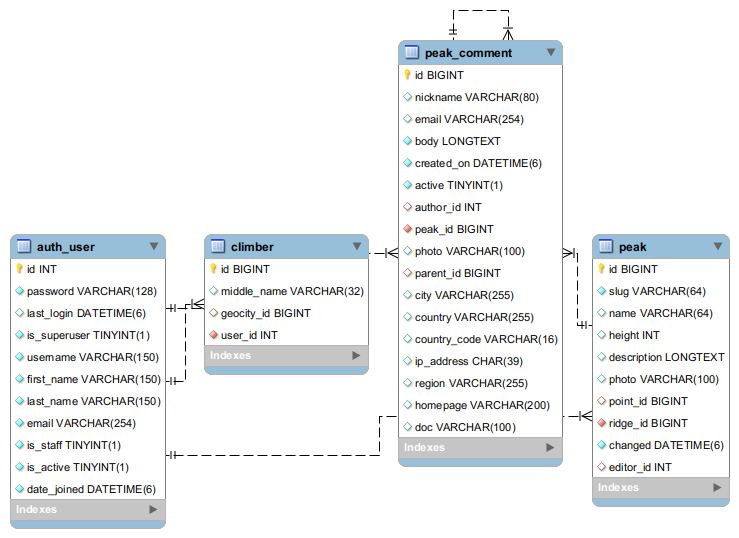 peak_comment
id BIGINT
nickname VARCHAR(80)
email VARCHAR(254)
body LONGTEXT
created_on DATETIME(6)
active TINYINT(1)
author_id INT
peak_id BIGINT
photo VARCHAR(100)
parent_id BIGINT
city VARCHAR(255)
country VARCHAR(255)
country_code VARCHAR(16)
ip_address CHAR(39)
region VARCHAR(255)
homepage VARCHAR(200)
doc VARCHAR(100)
Indexes
auth_user
id INT
password VARCHAR(128)
last_login DATETIME(6)
is_superuser TINYINT(1)
username VARCHAR(150)
first_name VARCHAR(150)
last_name VARCHAR(150)
email VARCHAR(254)
is_staff TINYINT(1)
is_active TINYINT(1)
date_joined DATETIME(6)
Indexes
climber
id BIGINT
middle_name VARCHAR(32)
geocity_id BIGINT
user_id INT
Indexes
peak
id BIGINT
slug VARCHAR(64)
name VARCHAR(64)
height INT
description LONGTEXT
photo VARCHAR(100)
point_id BIGINT
ridge_id BIGINT
changed DATETIME(6)
editor_id INT
Indexes